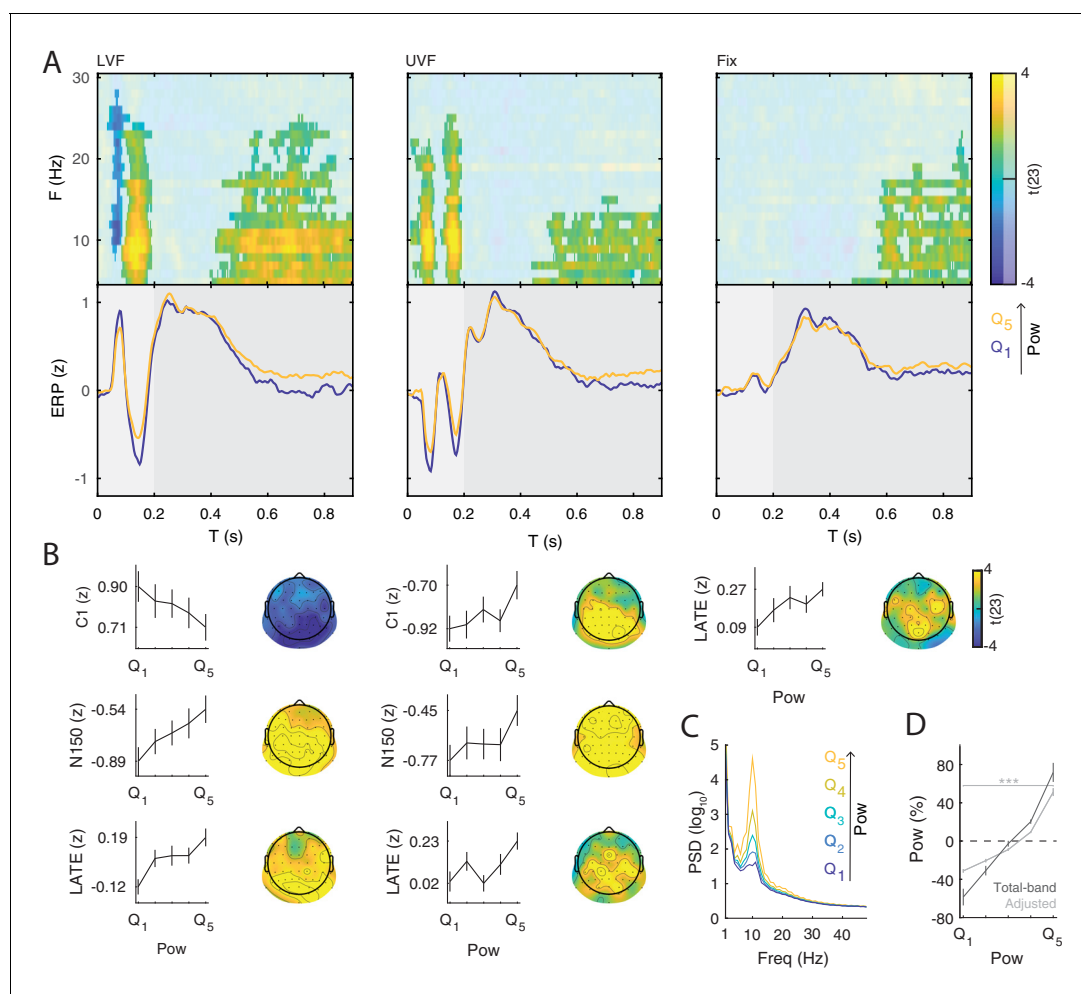 A
LVF
UVF
Fix
30
20
10
F (Hz)
4
-4
t(23)
1
0
-1
ERP (z)
Q5
Q1
Pow
0 0.2 0.4 0.6 0.8
0 0.2 0.4 0.6 0.8
0 0.2 0.4 0.6 0.8
T (s)
T (s)
T (s)
B
0.90
0.71
C1 (z)
Q1 Q5
-0.70
-0.92
C1 (z)
Q1 Q5
0.27
0.09
LATE (z)
Q1 Q5
Pow
4
-4
t(23)
-0.54
-0.89
N150 (z)
Q1 Q5
-0.45
-0.77
N150 (z)
Q1 Q5
0.19
-0.12
LATE (z)
Q1 Q5
Pow
0.23
0.02
LATE (z)
Q1 Q5
Pow
C
5
4
3
2
1
0
PSD (log10)
Q5
Q4
Q3
Q2
Q1
Pow
1 10 20 30 40
Freq (Hz)
D
80
40
0
-40
-80
Pow (%)
***
Total-band
Adjusted
Q1 Q5
Pow